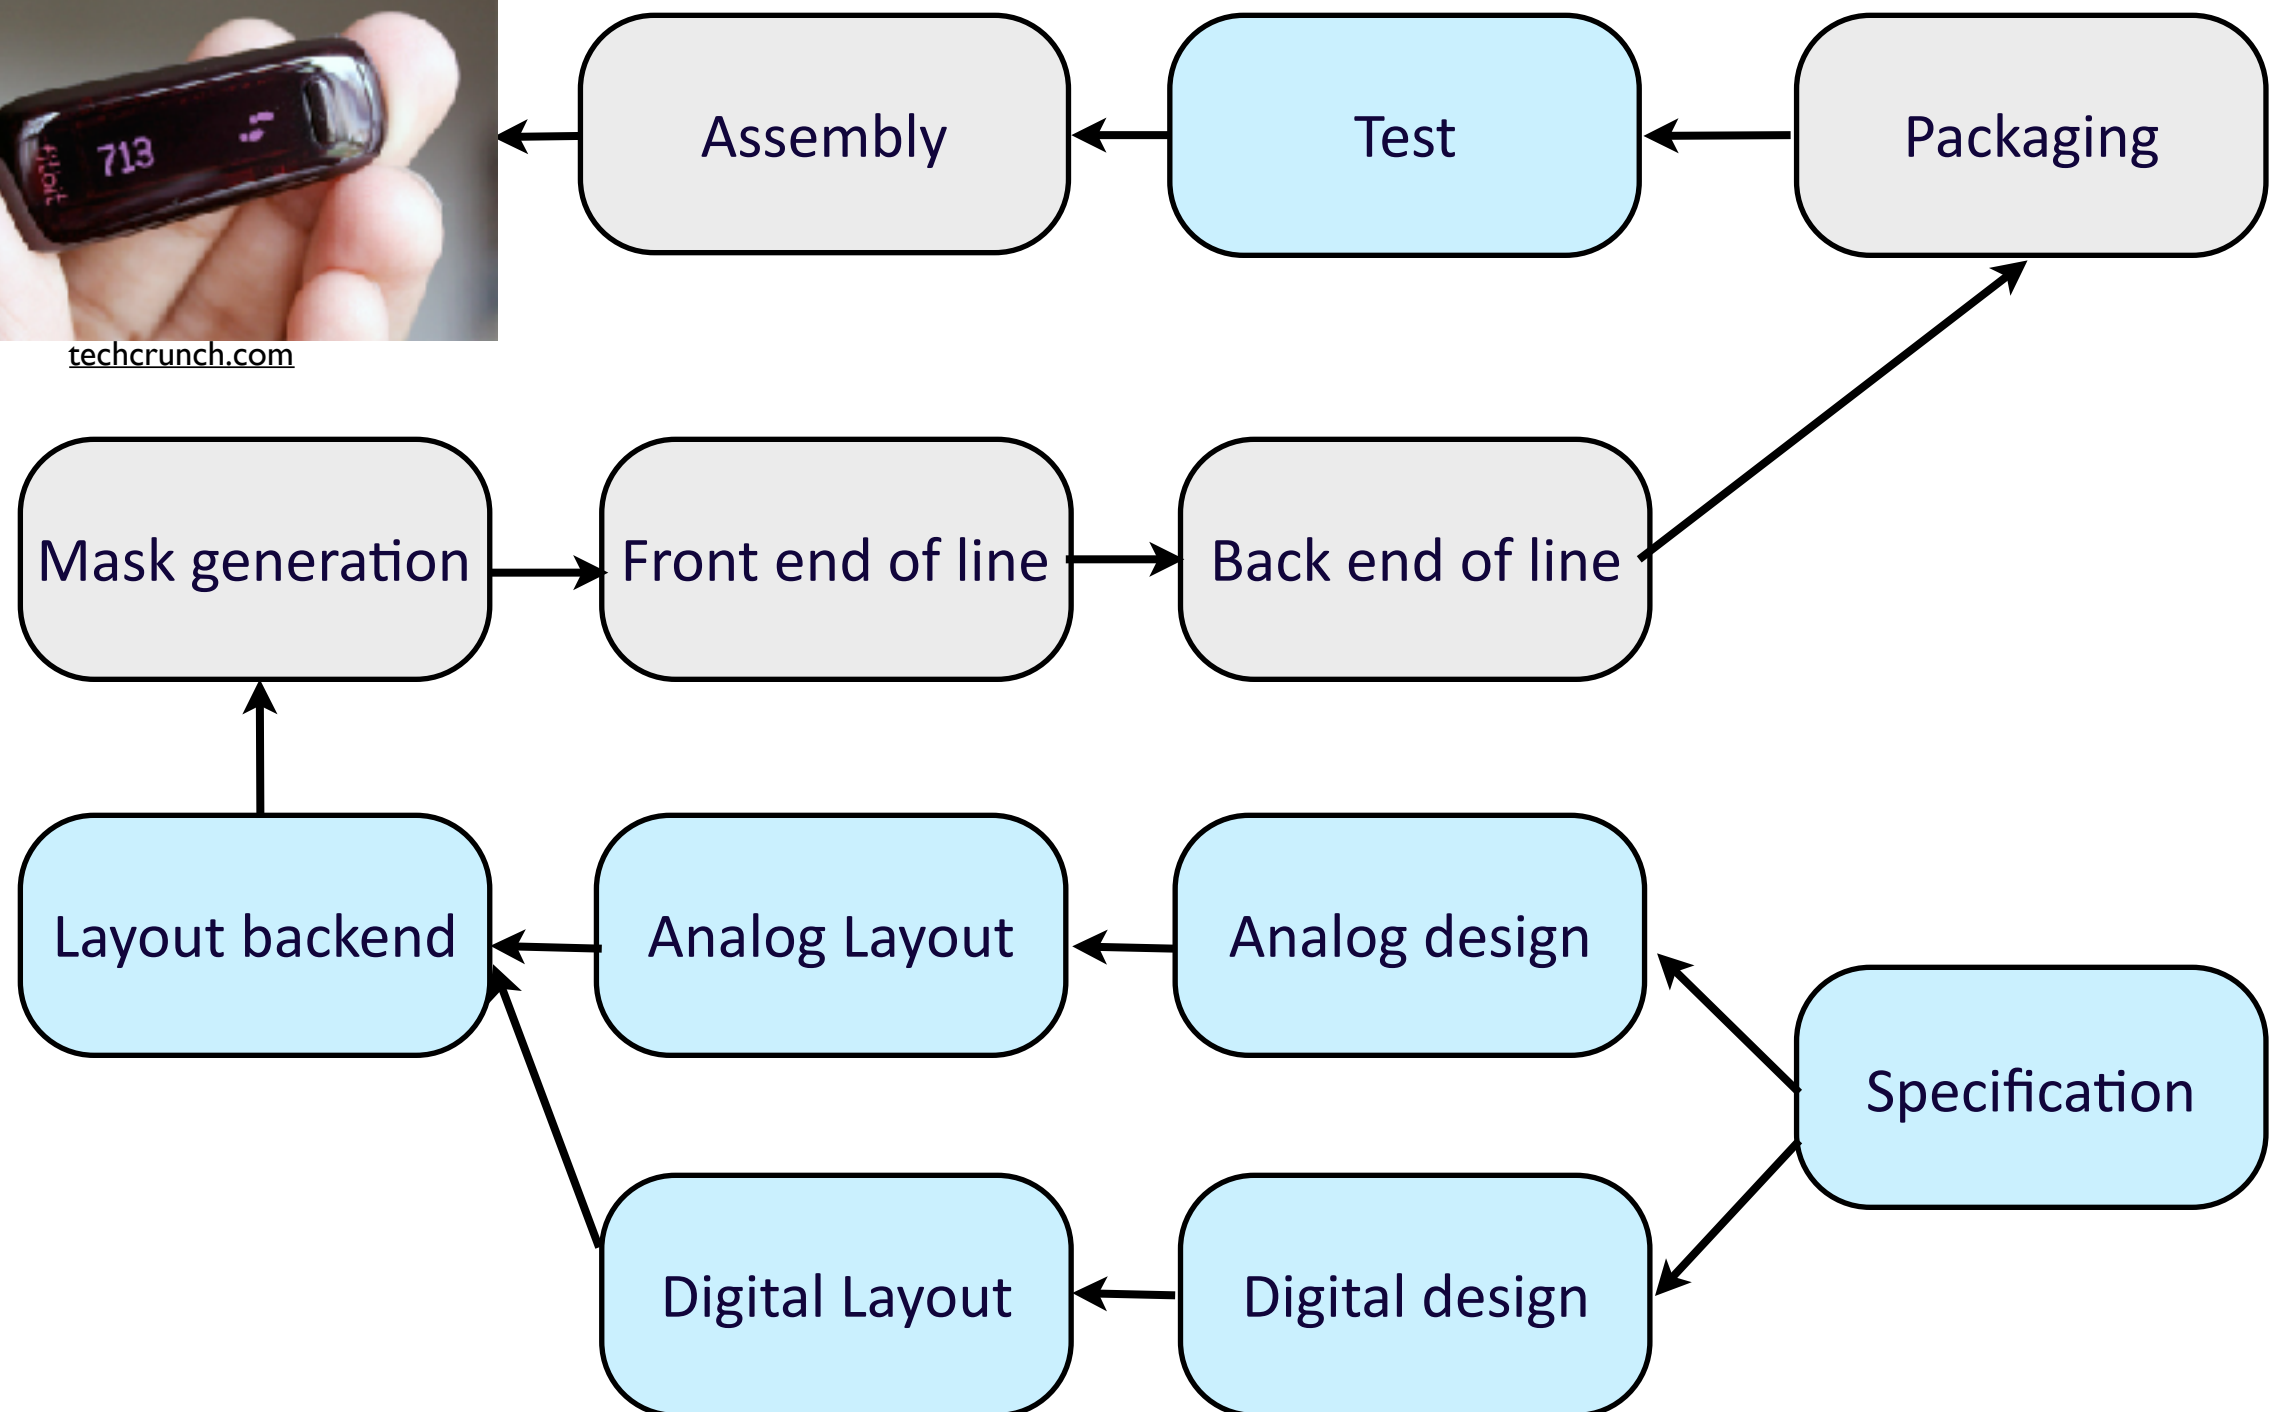 fitbit
713
techcrunch.com
Assembly
Test
Packaging
Mask generation
Front end of line
Back end of line
Layout backend
Analog Layout
Analog design
Specification
Digital Layout
Digital design